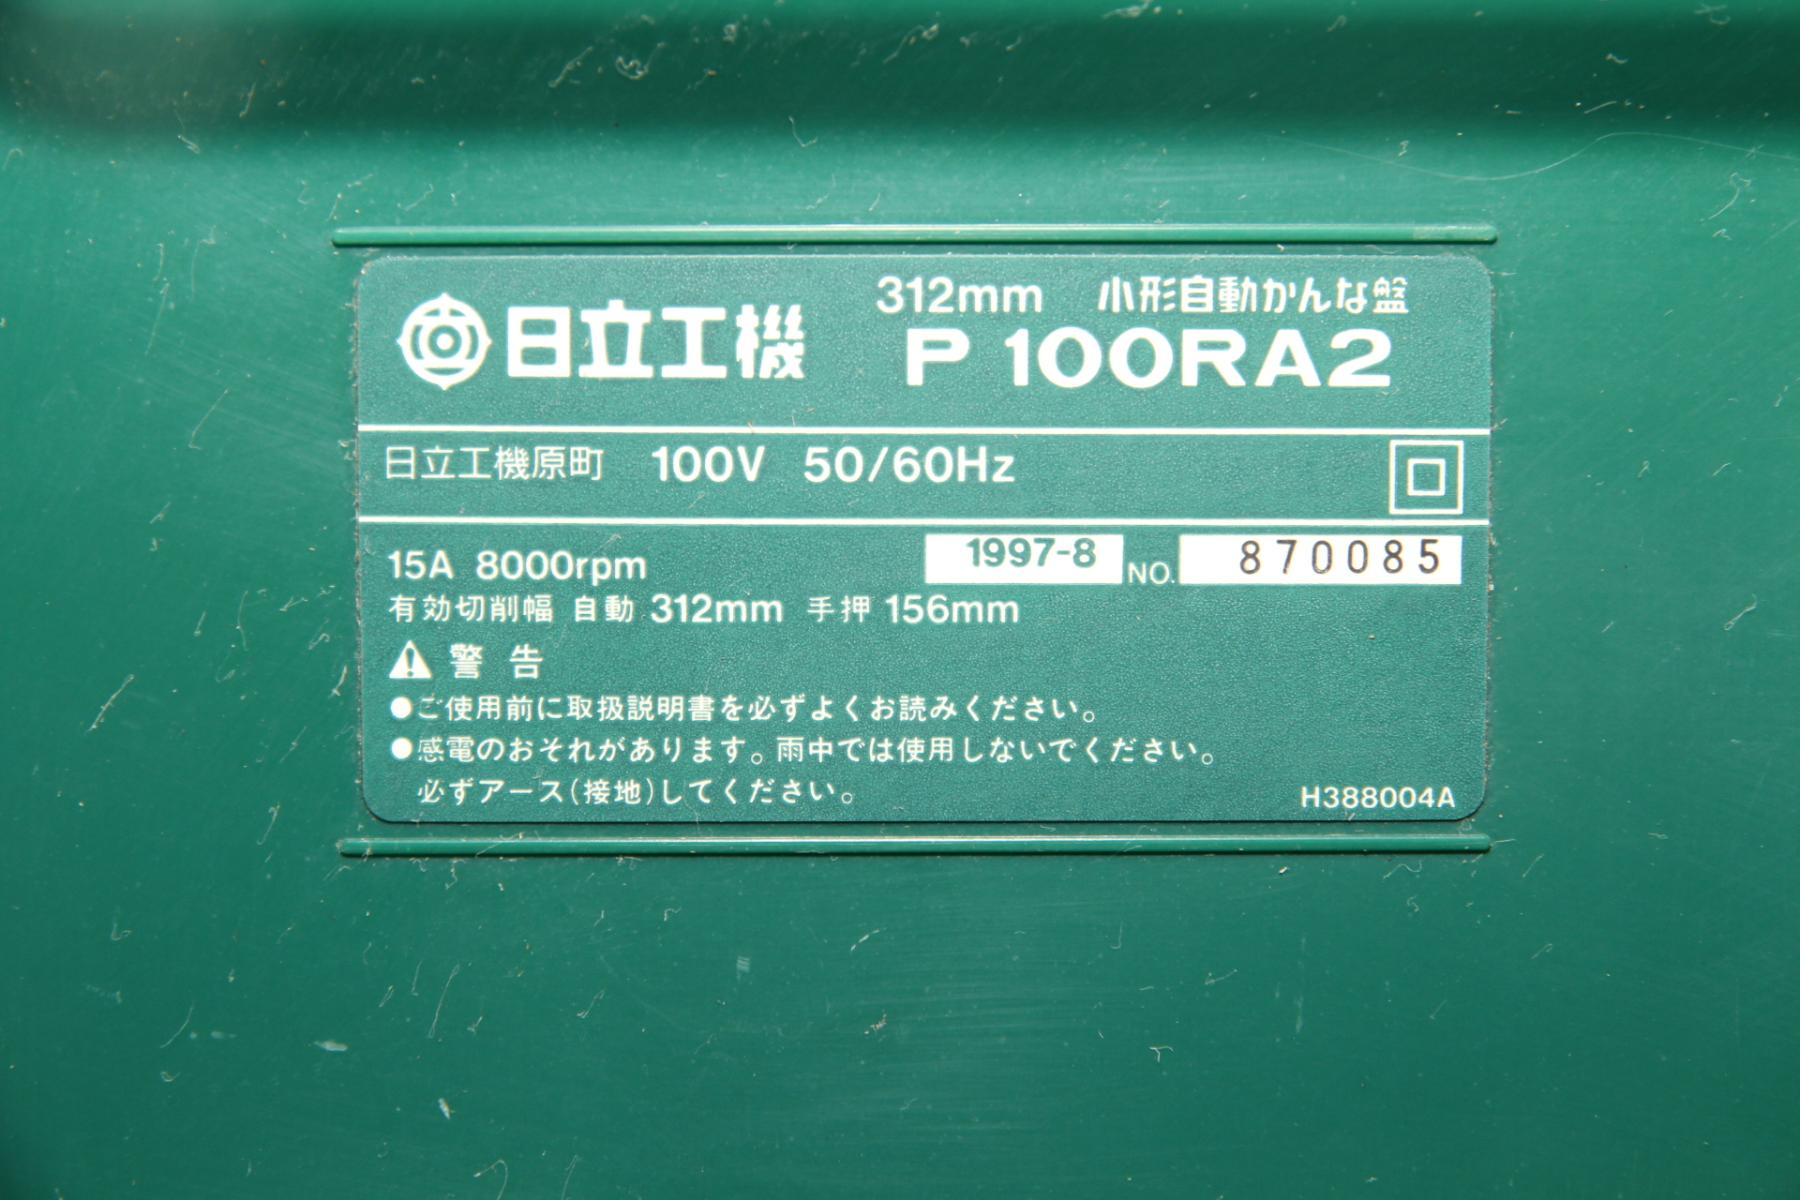 日立工機 312mm 小形自動かんな盤
P 100RA2
日立工機原町 100V 50/60Hz
15A 8000rpm 1997-8 NO. 870085
有効切削幅 自動 312mm 手押 156mm
警告
●ご使用前に取扱説明書を必ずよくお読みください。
●感電のおそれがあります。雨中では使用しないでください。
必ずアース(接地)してください。
H388004A